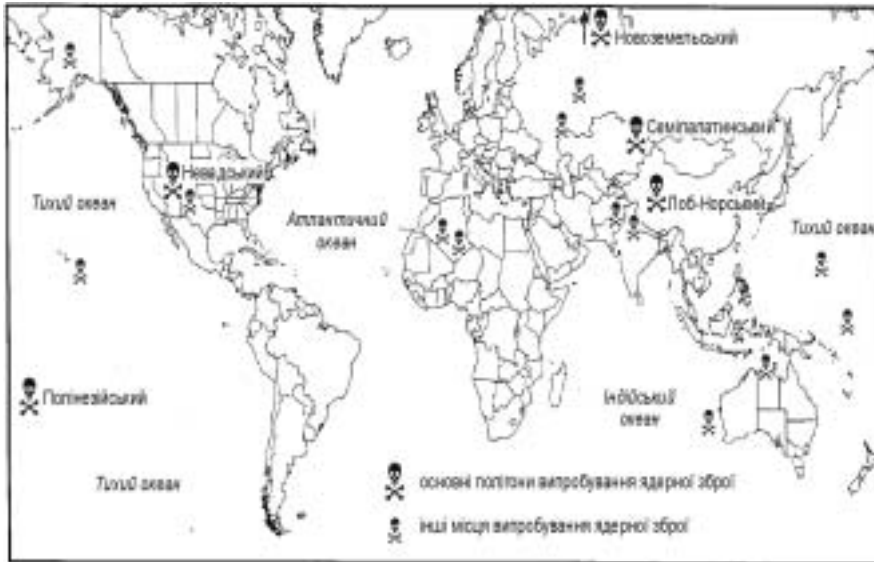 Новоземельський
Семіпалатинський
Невадський
Лоб-Норський
Тихий океан
Атлантичний
океан
Тихий океан
Полінезійський
Індійський
океан
Тихий океан
основні полігони випробування ядерної зброї
інші місця випробування ядерної зброї